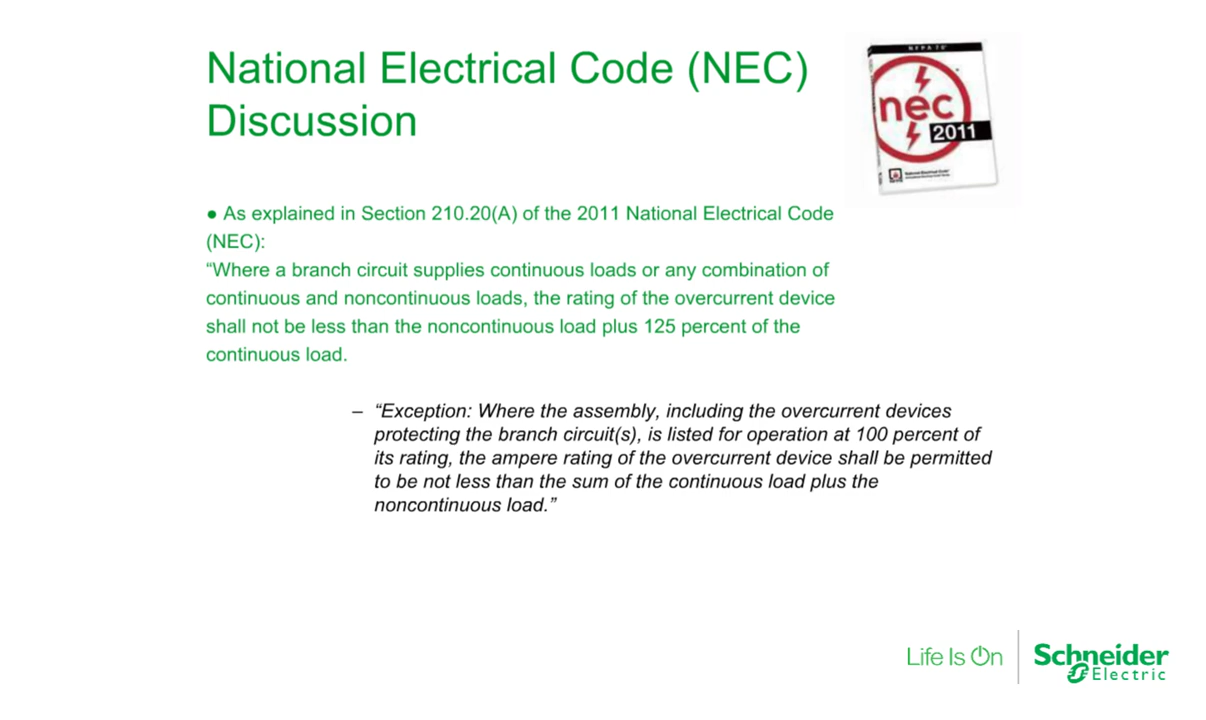 National Electrical Code (NEC)
Discussion
NFPA 70
nec
2011
● As explained in Section 210.20(A) of the 2011 National Electrical Code
(NEC):
“Where a branch circuit supplies continuous loads or any combination of
continuous and noncontinuous loads, the rating of the overcurrent device
shall not be less than the noncontinuous load plus 125 percent of the
continuous load.
– “Exception: Where the assembly, including the overcurrent devices
protecting the branch circuit(s), is listed for operation at 100 percent of
its rating, the ampere rating of the overcurrent device shall be permitted
to be not less than the sum of the continuous load plus the
noncontinuous load.”
Life Is On
Schneider
Electric